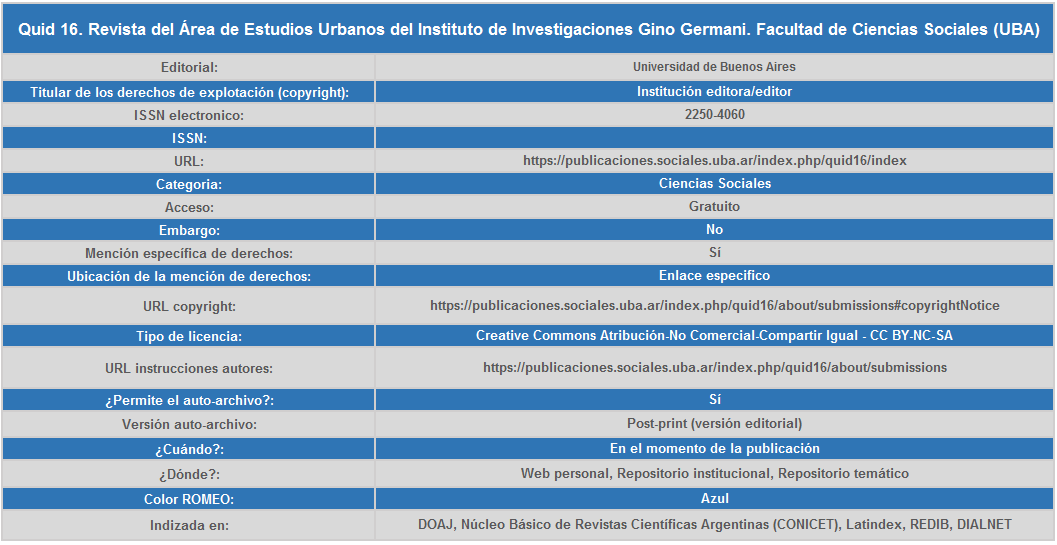 Quid 16. Revista del Área de Estudios Urbanos del Instituto de Investigaciones Gino Germani. Facultad de Ciencias Sociales (UBA)
Editorial: Universidad de Buenos Aires
Titular de los derechos de explotación (copyright): Institución editora/editor
ISSN electronico: 2250-4060
ISSN:
URL: https://publicaciones.sociales.uba.ar/index.php/quid16/index
Categoria: Ciencias Sociales
Acceso: Gratuito
Embargo: No
Mención específica de derechos: Sí
Ubicación de la mención de derechos: Enlace especifico
URL copyright: https://publicaciones.sociales.uba.ar/index.php/quid16/about/submissions#copyrightNotice
Tipo de licencia: Creative Commons Atribución-No Comercial-Compartir Igual - CC BY-NC-SA
URL instrucciones autores: https://publicaciones.sociales.uba.ar/index.php/quid16/about/submissions
¿Permite el auto-archivo?: Sí
Versión auto-archivo: Post-print (versión editorial)
¿Cuándo?: En el momento de la publicación
¿Dónde?: Web personal, Repositorio institucional, Repositorio temático
Color ROMEO: Azul
Indizada en: DOAJ, Núcleo Básico de Revistas Científicas Argentinas (CONICET), Latindex, REDIB, DIALNET